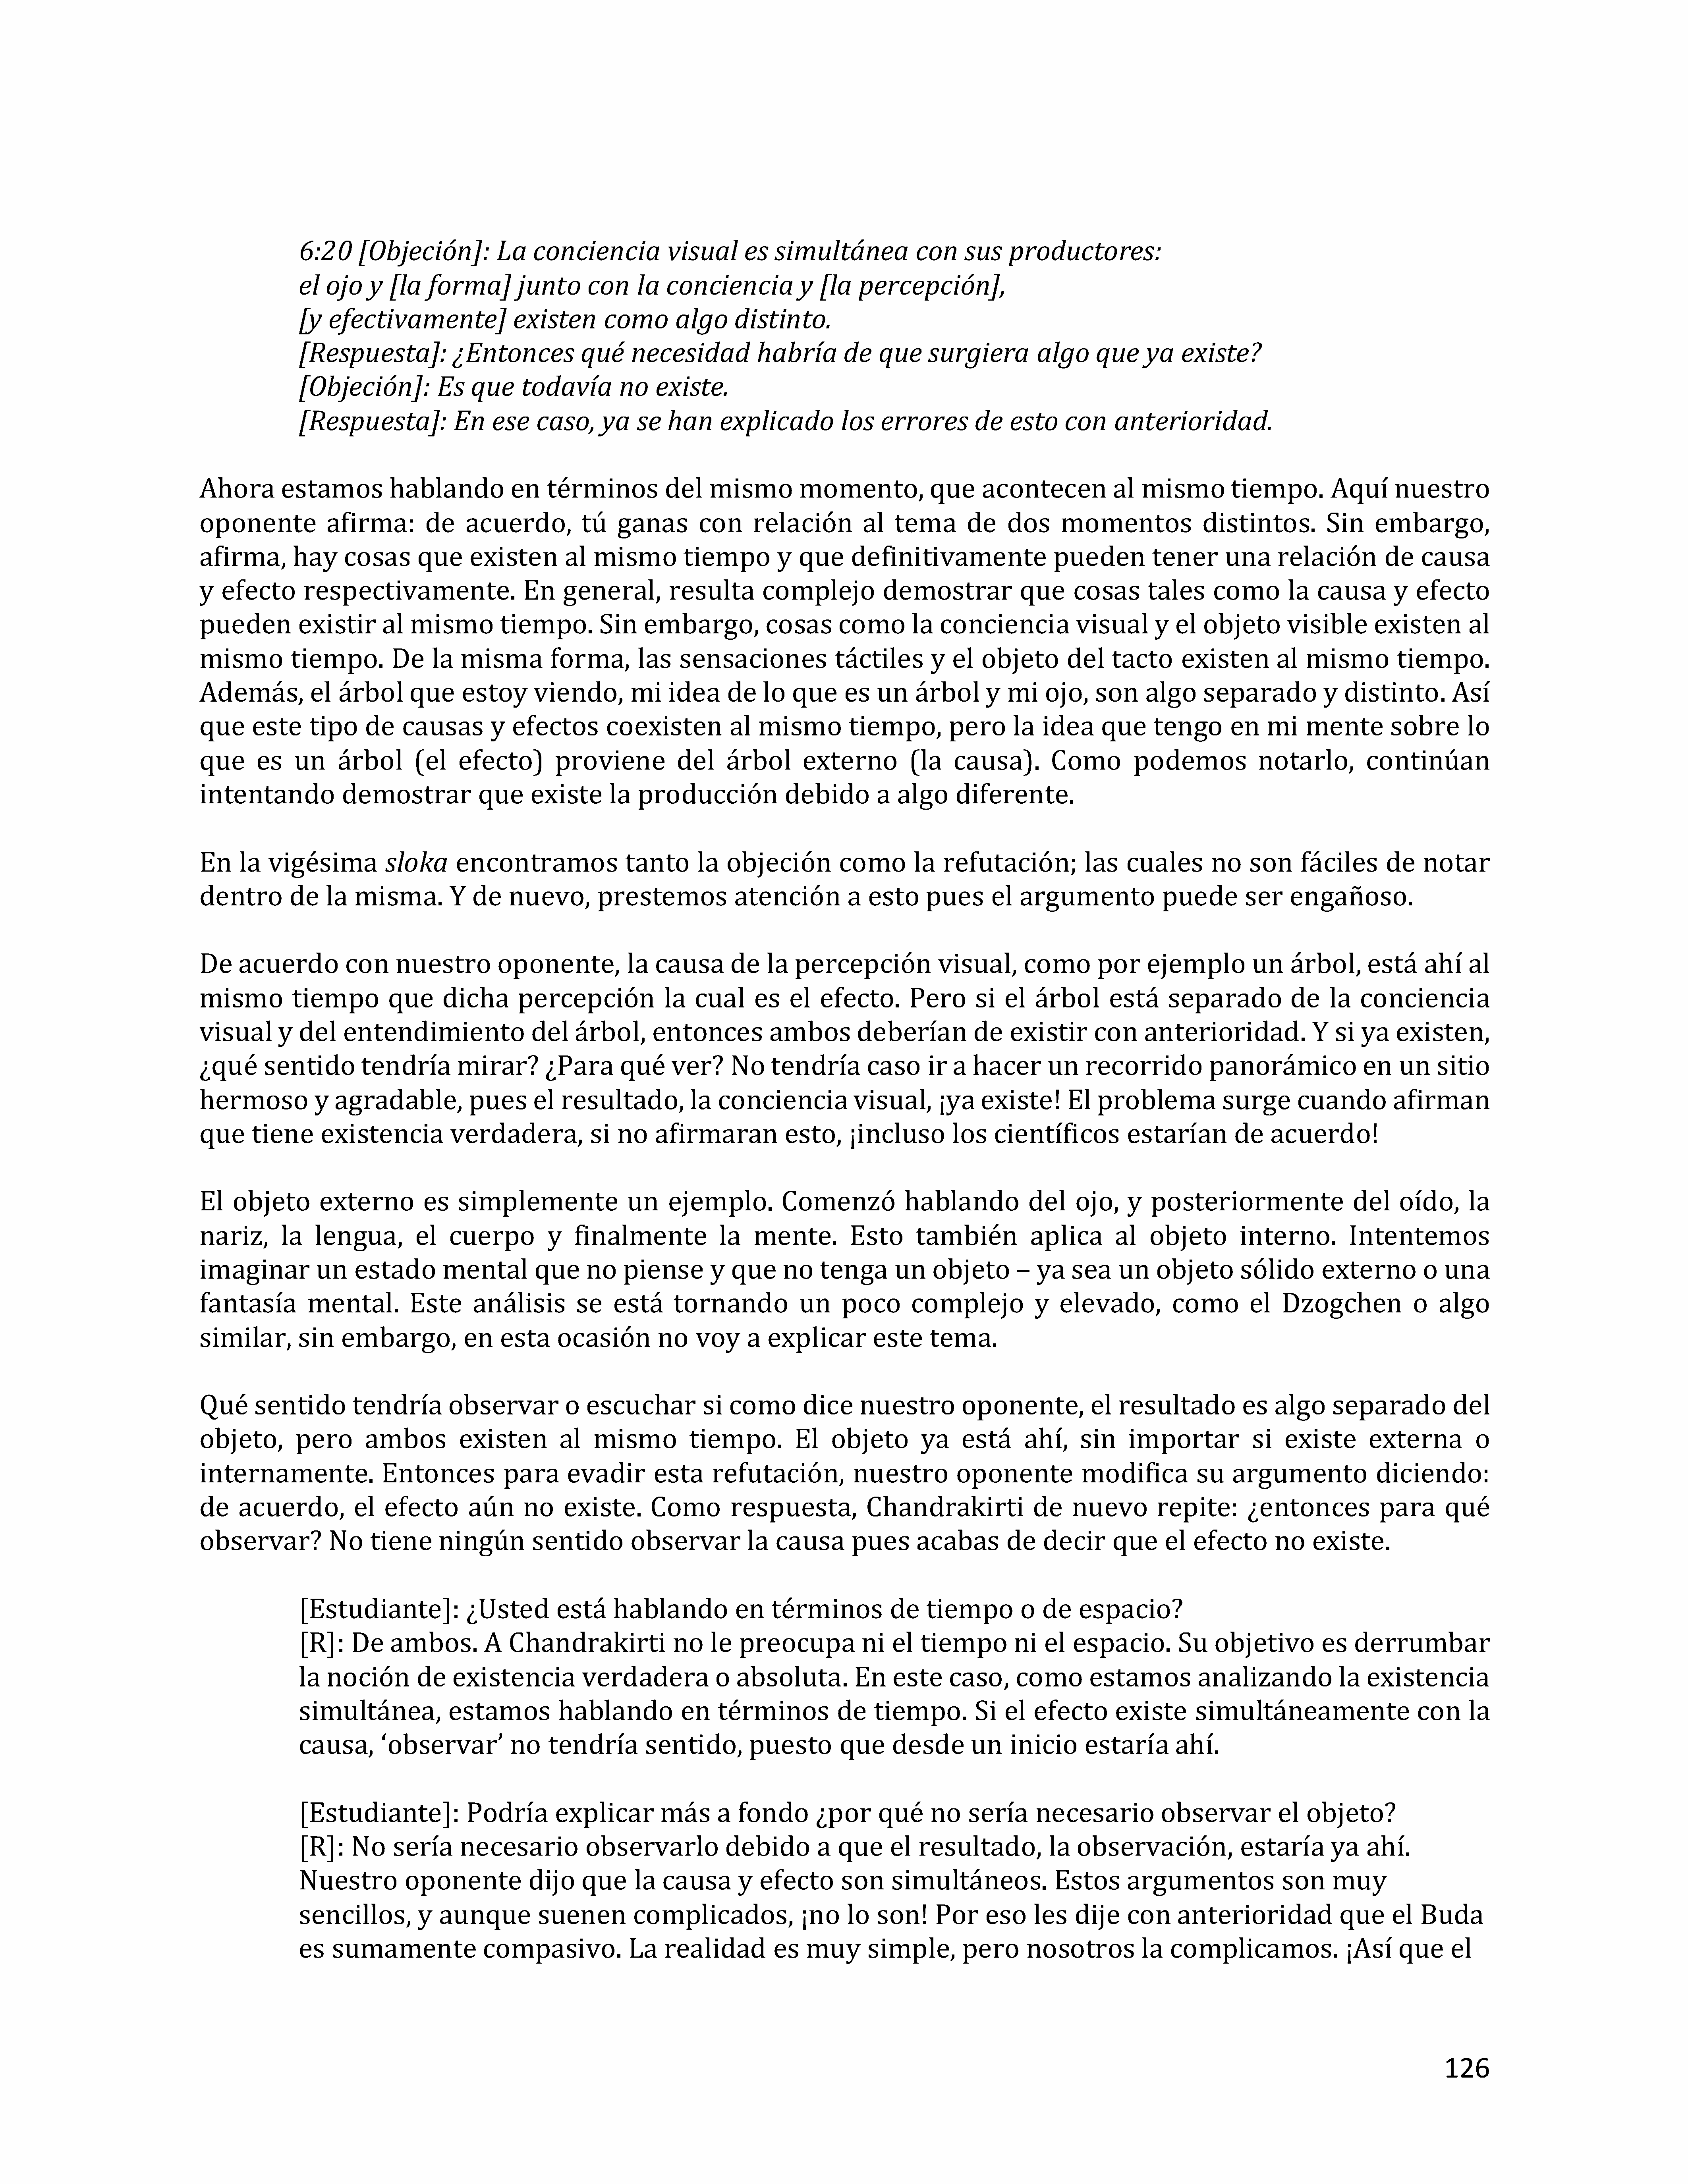 6:20 [Objeción]: La conciencia visual es simultánea con sus productores:
el ojo y [la forma] junto con la conciencia y [la percepción],
[y efectivamente] existen como algo distinto.
[Respuesta]: ¿Entonces qué necesidad habría de que surgiera algo que ya existe?
[Objeción]: Es que todavía no existe.
[Respuesta]: En ese caso, ya se han explicado los errores de esto con anterioridad.
Ahora estamos hablando en términos del mismo momento, que acontecen al mismo tiempo. Aquí nuestro
oponente afirma: de acuerdo, tú ganas con relación al tema de dos momentos distintos. Sin embargo,
afirma, hay cosas que existen al mismo tiempo y que definitivamente pueden tener una relación de causa
y efecto respectivamente. En general, resulta complejo demostrar que cosas tales como la causa y efecto
pueden existir al mismo tiempo. Sin embargo, cosas como la conciencia visual y el objeto visible existen al
mismo tiempo. De la misma forma, las sensaciones táctiles y el objeto del tacto existen al mismo tiempo.
Además, el árbol que estoy viendo, mi idea de lo que es un árbol y mi ojo, son algo separado y distinto. Así
que este tipo de causas y efectos coexisten al mismo tiempo, pero la idea que tengo en mi mente sobre lo
que es un árbol (el efecto) proviene del árbol externo (la causa). Como podemos notarlo, continúan
intentando demostrar que existe la producción debido a algo diferente.
En la vigésima sloka encontramos tanto la objeción como la refutación; las cuales no son fáciles de notar
dentro de la misma. Y de nuevo, prestemos atención a esto pues el argumento puede ser engañoso.
De acuerdo con nuestro oponente, la causa de la percepción visual, como por ejemplo un árbol, está ahí al
mismo tiempo que dicha percepción la cual es el efecto. Pero si el árbol está separado de la conciencia
visual y del entendimiento del árbol, entonces ambos deberían de existir con anterioridad. Y si ya existen,
¿qué sentido tendría mirar? ¿Para qué ver? No tendría caso ir a hacer un recorrido panorámico en un sitio
hermoso y agradable, pues el resultado, la conciencia visual, ¡ya existe! El problema surge cuando afirman
que tiene existencia verdadera, si no afirmaran esto, ¡incluso los científicos estarían de acuerdo!
El objeto externo es simplemente un ejemplo. Comenzó hablando del ojo, y posteriormente del oído, la
nariz, la lengua, el cuerpo y finalmente la mente. Esto también aplica al objeto interno. Intentemos
imaginar un estado mental que no piense y que no tenga un objeto – ya sea un objeto sólido externo o una
fantasía mental. Este análisis se está tornando un poco complejo y elevado, como el Dzogchen o algo
similar, sin embargo, en esta ocasión no voy a explicar este tema.
Qué sentido tendría observar o escuchar si como dice nuestro oponente, el resultado es algo separado del
objeto, pero ambos existen al mismo tiempo. El objeto ya está ahí, sin importar si existe externa o
internamente. Entonces para evadir esta refutación, nuestro oponente modifica su argumento diciendo:
de acuerdo, el efecto aún no existe. Como respuesta, Chandrakirti de nuevo repite: ¿entonces para qué
observar? No tiene ningún sentido observar la causa pues acabas de decir que el efecto no existe.
[Estudiante]: ¿Usted está hablando en términos de tiempo o de espacio?
[R]: De ambos. A Chandrakirti no le preocupa ni el tiempo ni el espacio. Su objetivo es derrumbar
la noción de existencia verdadera o absoluta. En este caso, como estamos analizando la existencia
simultánea, estamos hablando en términos de tiempo. Si el efecto existe simultáneamente con la
causa, ‘observar’ no tendría sentido, puesto que desde un inicio estaría ahí.
[Estudiante]: Podría explicar más a fondo ¿por qué no sería necesario observar el objeto?
[R]: No sería necesario observarlo debido a que el resultado, la observación, estaría ya ahí.
Nuestro oponente dijo que la causa y efecto son simultáneos. Estos argumentos son muy
sencillos, y aunque suenen complicados, ¡no lo son! Por eso les dije con anterioridad que el Buda
es sumamente compasivo. La realidad es muy simple, pero nosotros la complicamos. ¡Así que el
126